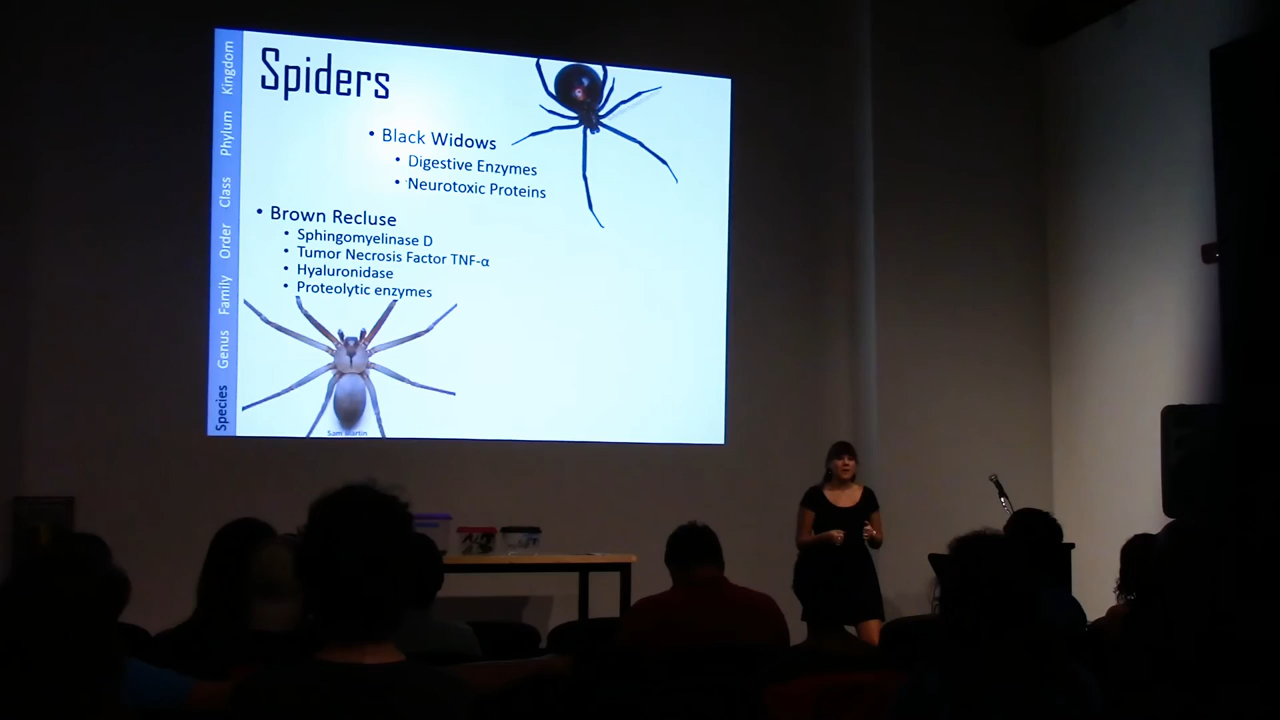 Spiders
• Black Widows
• Digestive Enzymes
• Neurotoxic Proteins
• Brown Recluse
• Sphingomyelinase D
• Tumor Necrosis Factor TNF-α
• Hyaluronidase
• Proteolytic enzymes
Sam Martin
Species Genus Family Order Class Phylum Kingdom